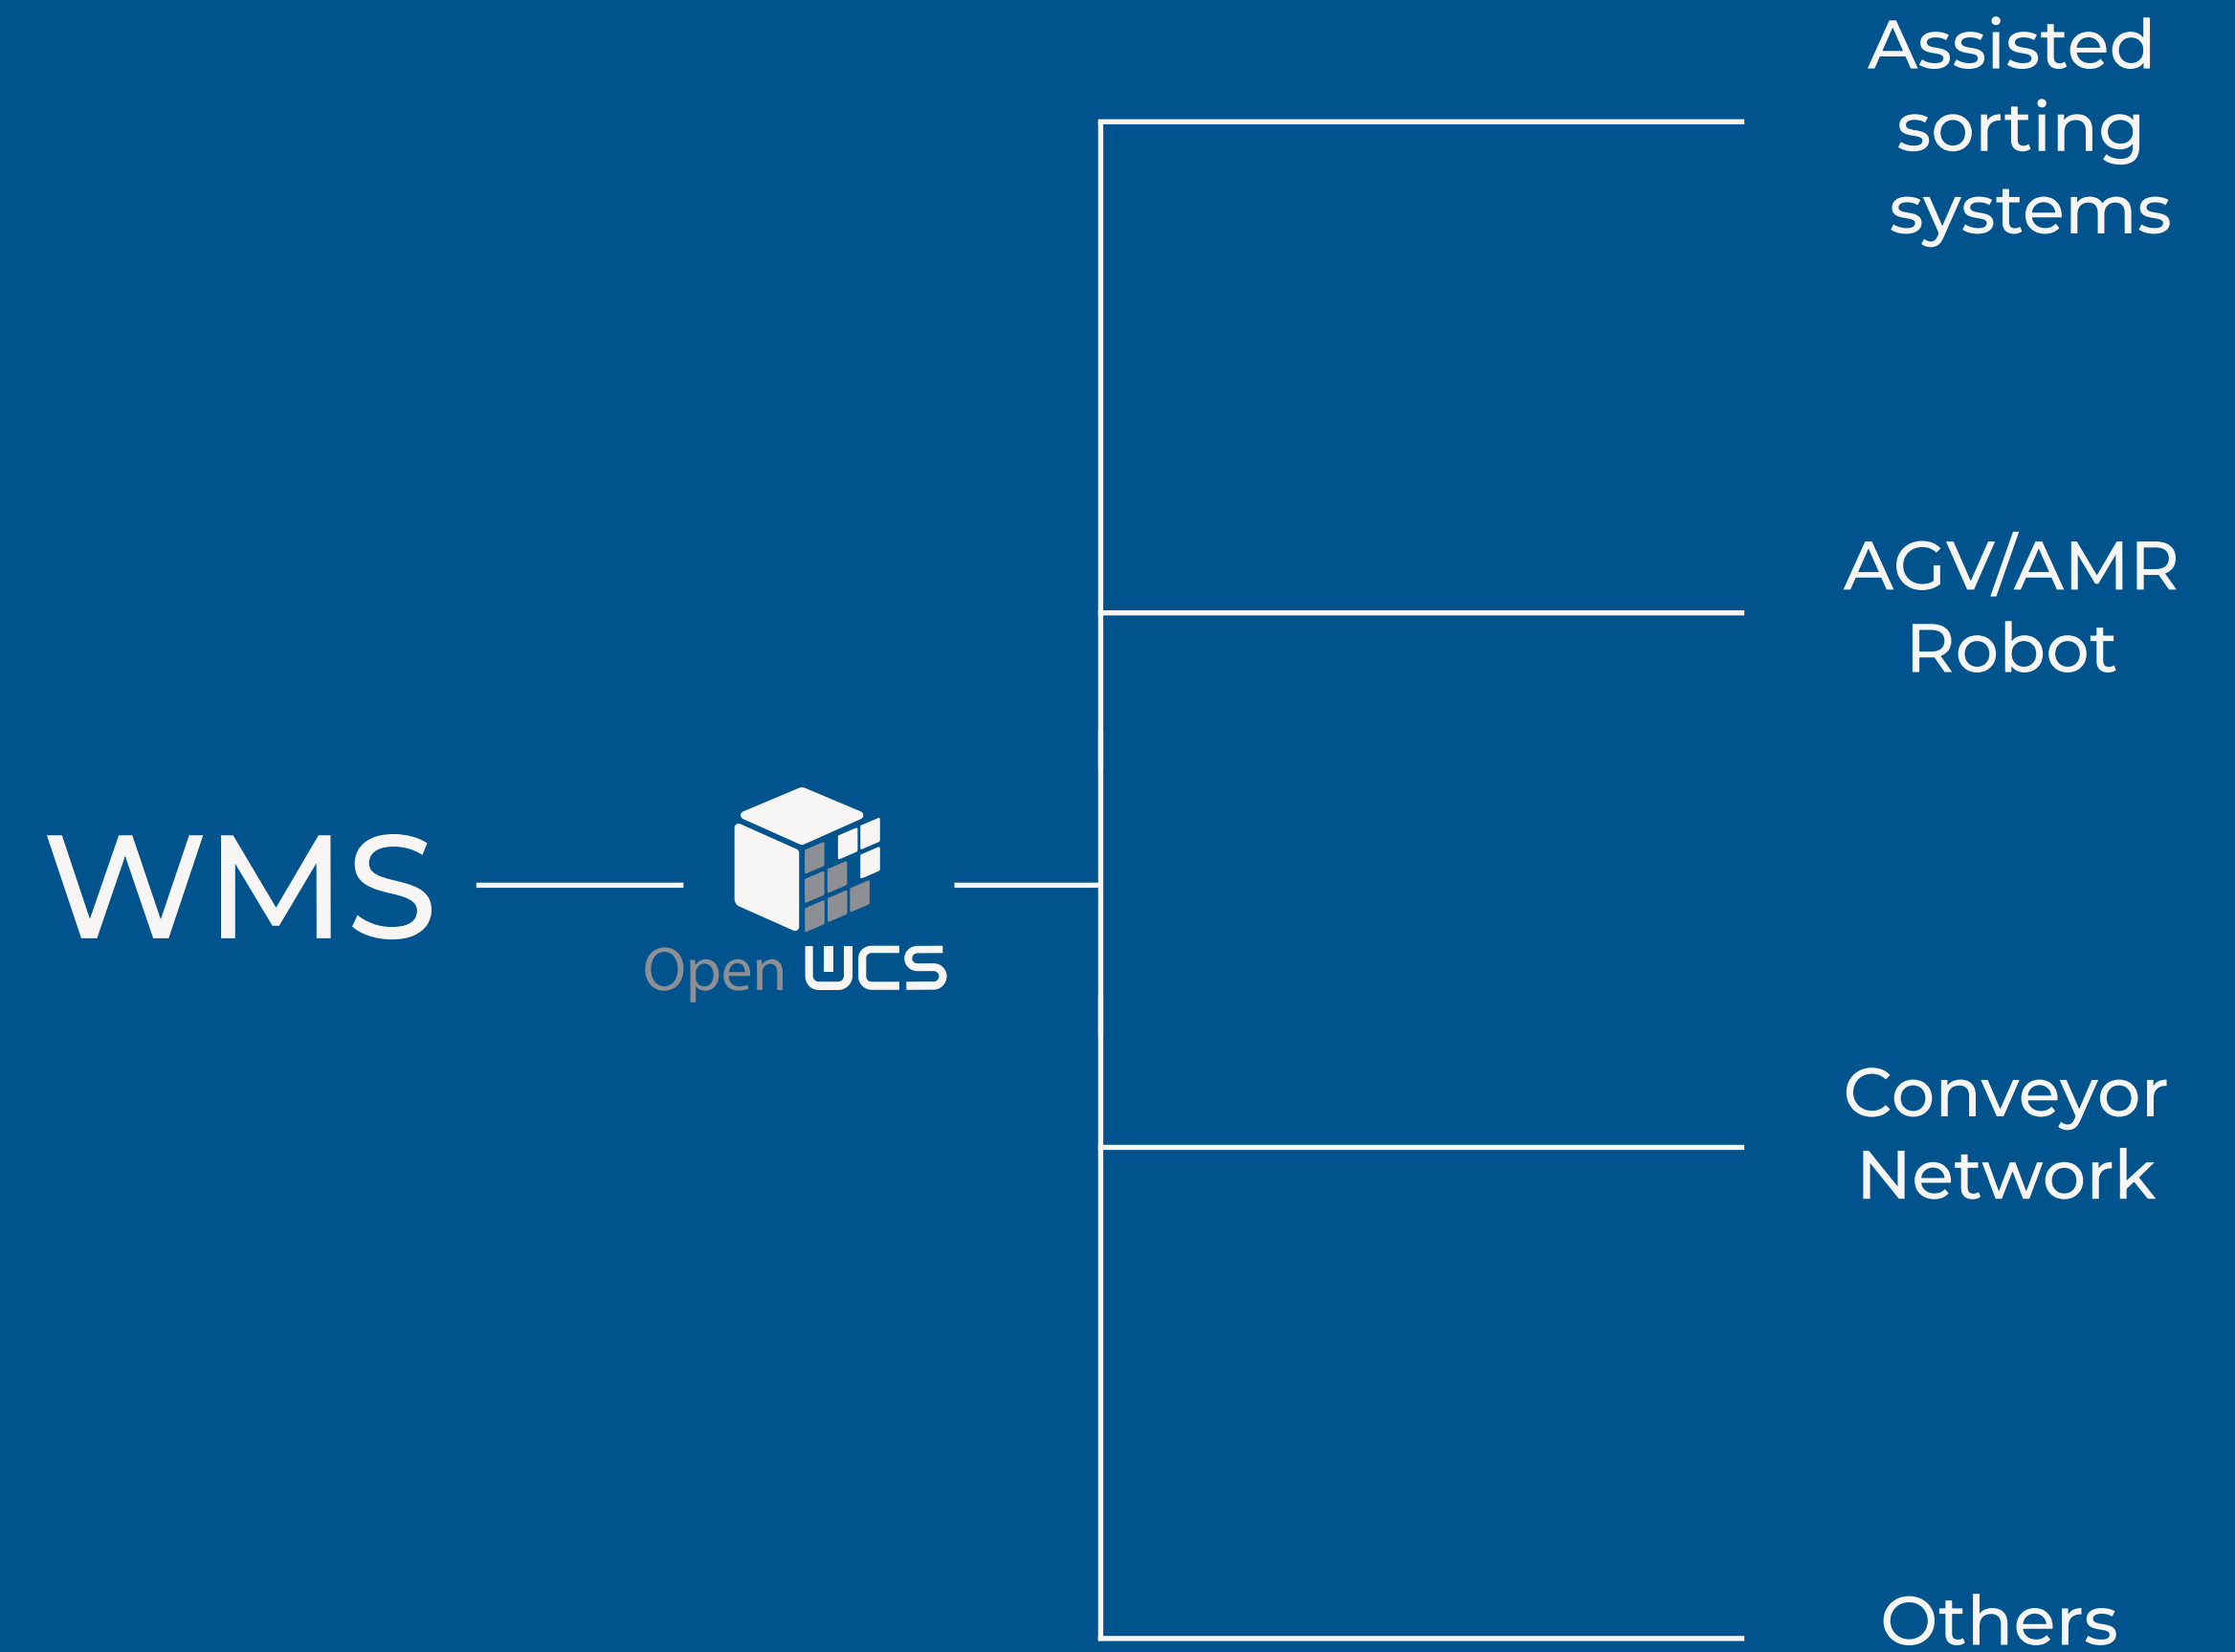 Assisted
sorting
systems
AGV/AMR
Robot
WMS
Open WCS
Conveyor
Network
Others